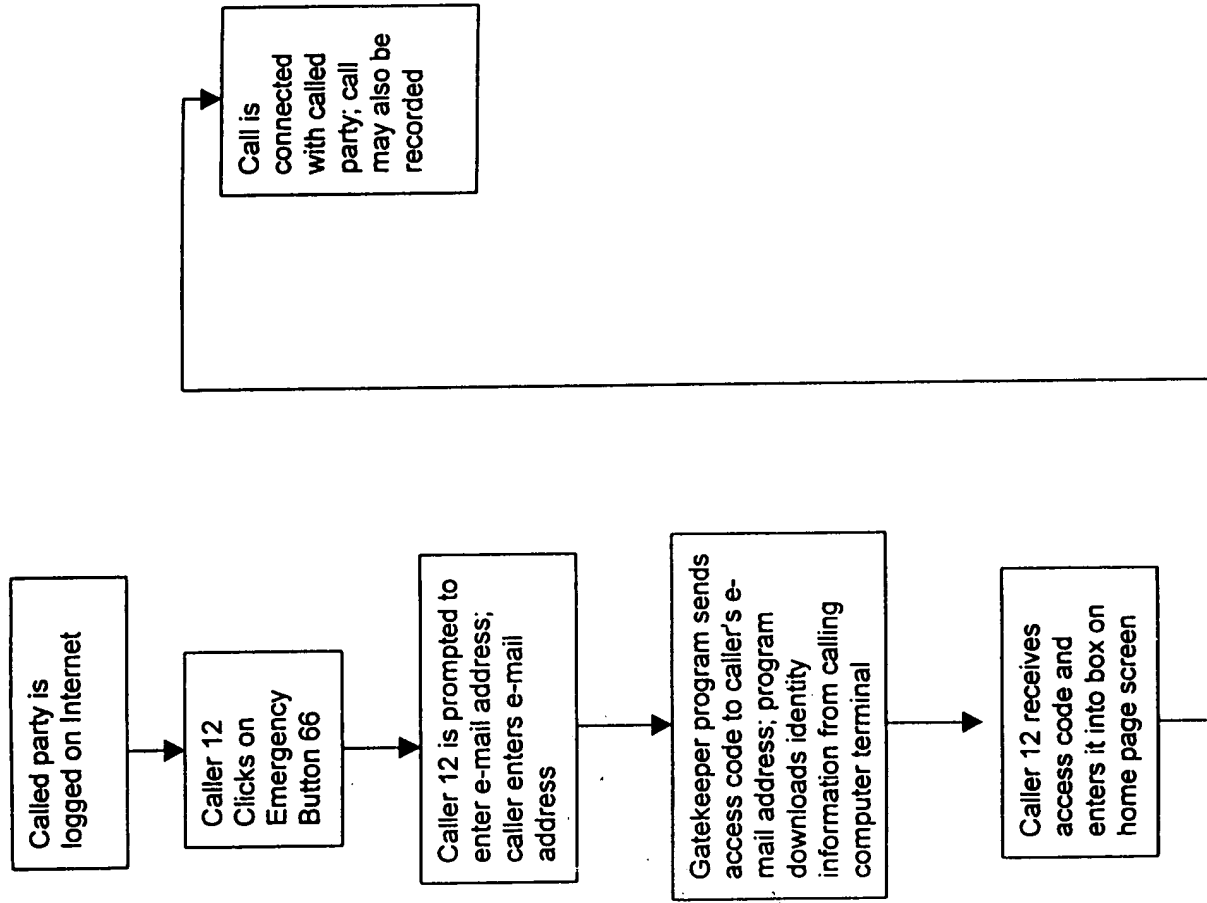 Called party is
logged on Internet
Caller 12
Clicks on
Emergency
Button 66
Caller 12 is prompted to
enter e-mail address;
caller enters e-mail
address
Gatekeeper program sends
access code to caller's e-
mail address; program
downloads identity
information from calling
computer terminal
Caller 12 receives
access code and
enters it into box on
home page screen
Call is
connected
with called
party; call
may also be
recorded